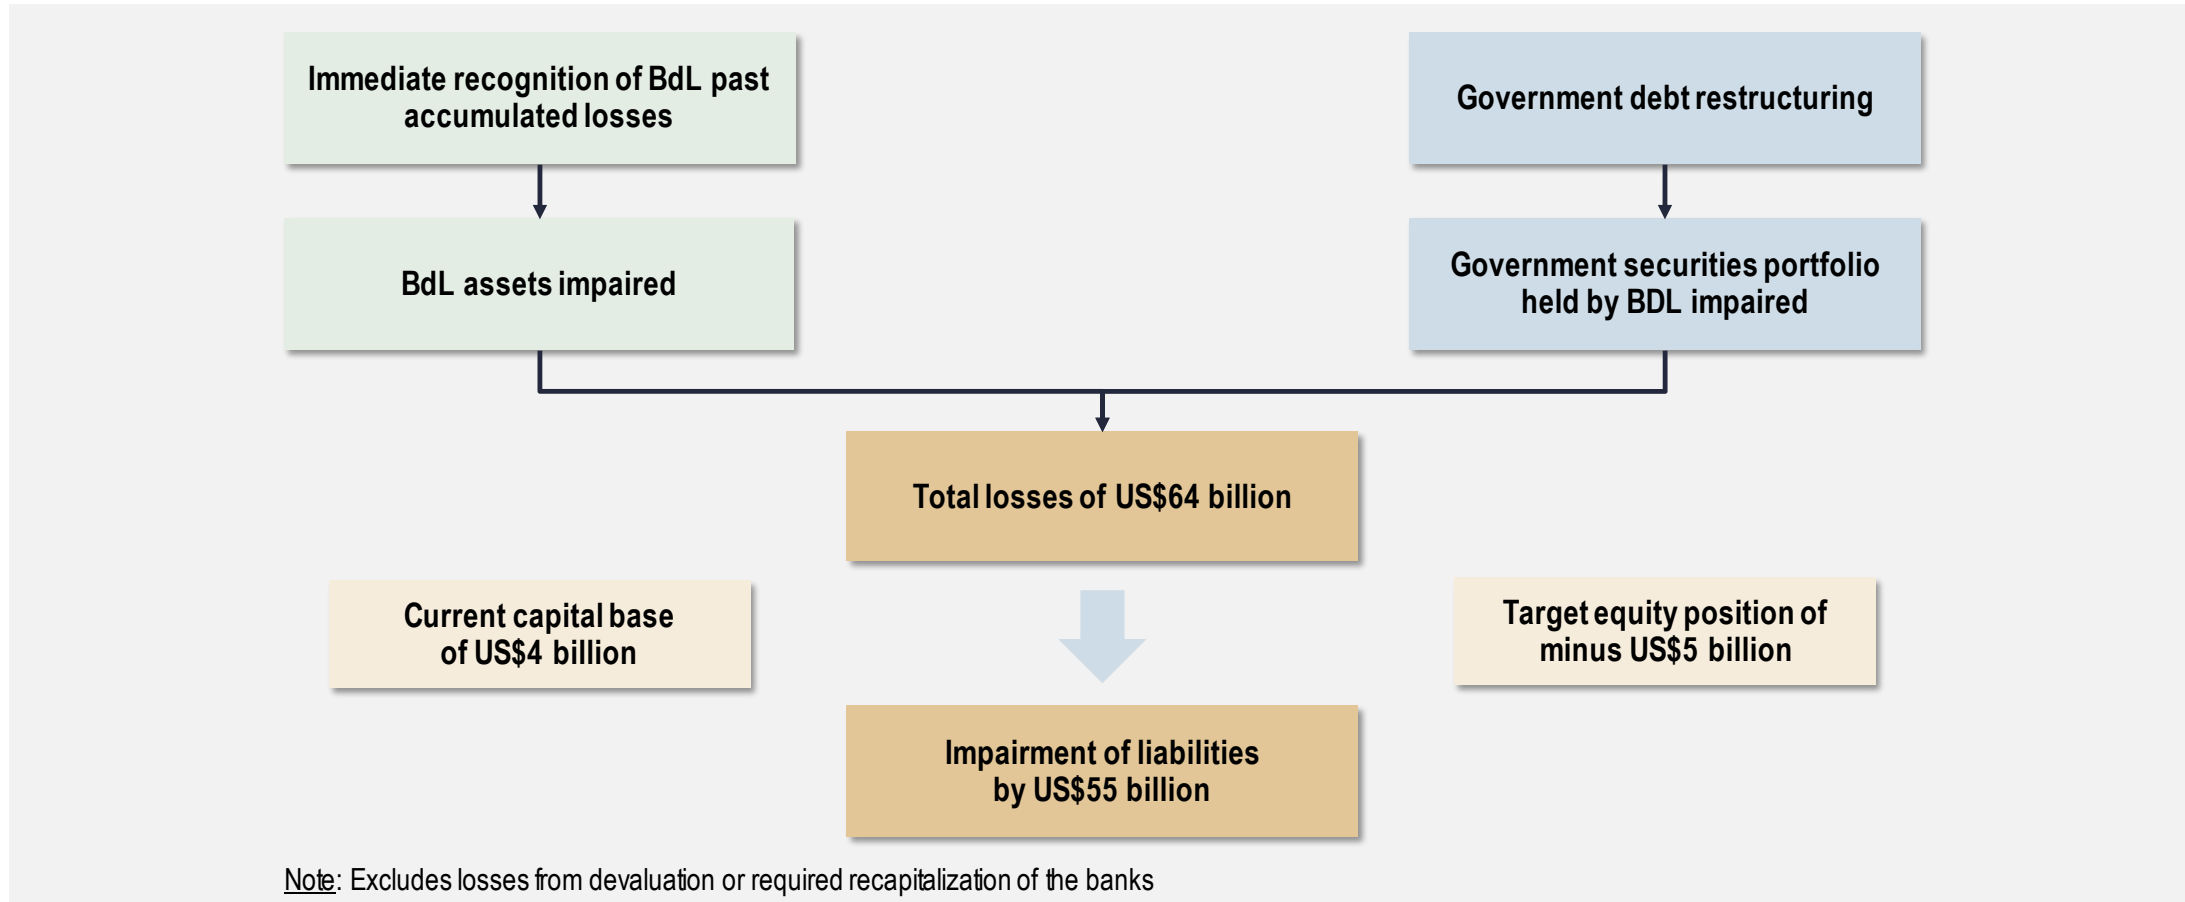 Immediate recognition of BdL past
accumulated losses
Government debt restructuring
BdL assets impaired
Government securities portfolio
held by BDL impaired
Total losses of US$64 billion
Current capital base
of US$4 billion
Target equity position of
minus US$5 billion
Impairment of liabilities
by US$55 billion
Note: Excludes losses from devaluation or required recapitalization of the banks